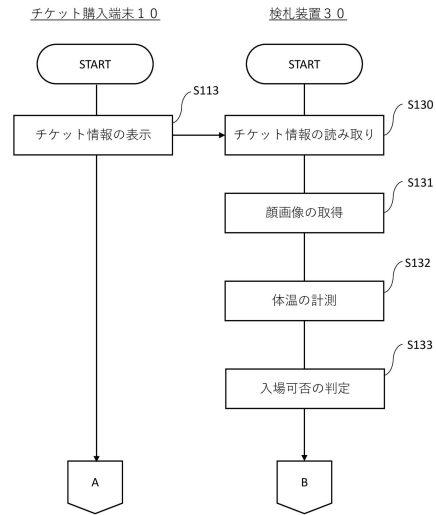 チケット購入端末１０
検札装置３０
START
START
S113
S130
チケット情報の表示
チケット情報の読み取り
S131
顔画像の取得
S132
体温の計測
S133
入場可否の判定
A
B